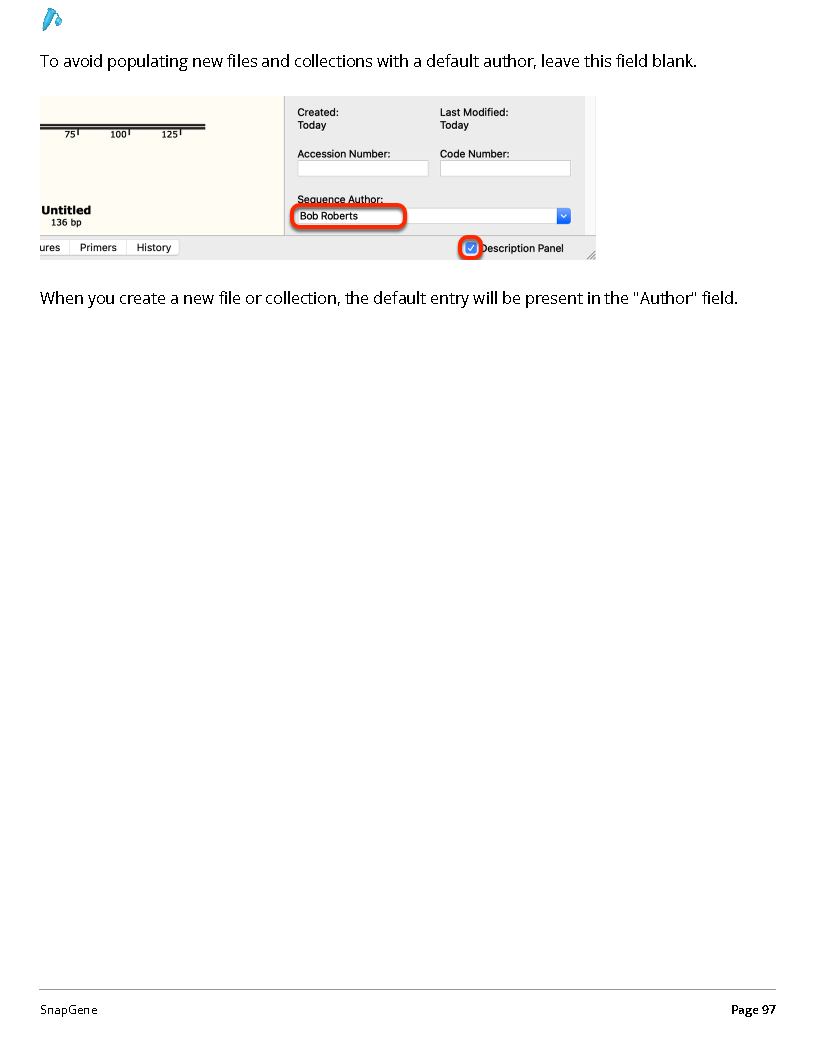 To avoid populating new files and collections with a default author, leave this field blank.
Created:
Last Modified:
Today
Today
75
100
125
Accession Number:
Code Number:
Sequence Author:
Untitled
Bob Roberts
136 bp
ures
Primers
History
Description Panel
When you create a new file or collection, the default entry will be present in the "Author" field.
SnapGene
Page 97